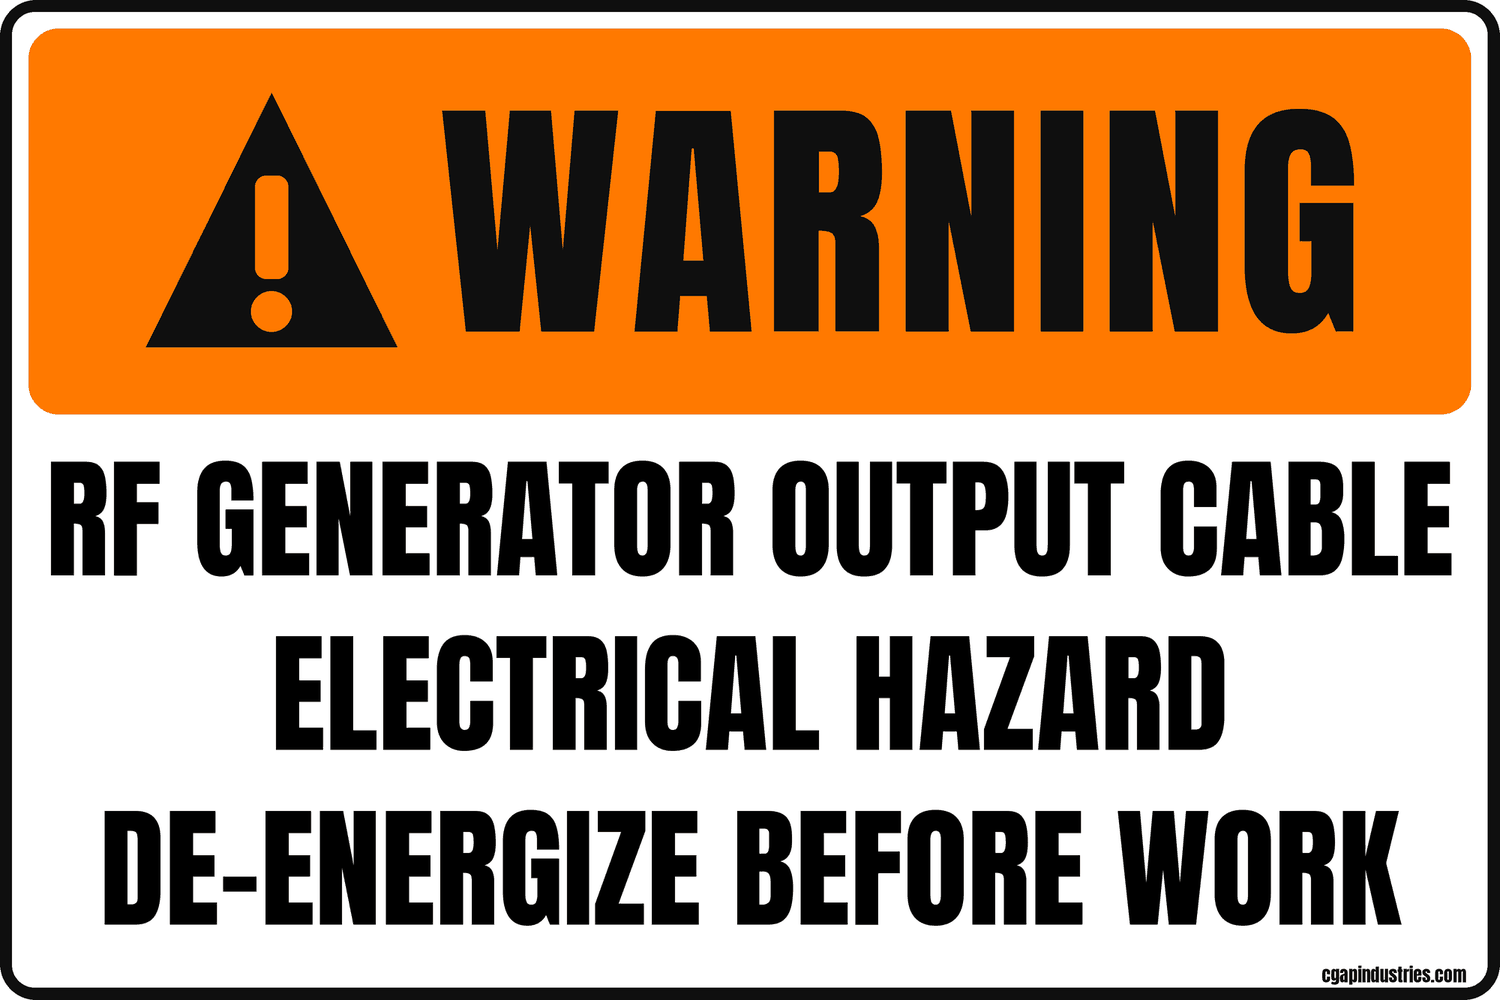 WARNING
RF GENERATOR OUTPUT CABLE
ELECTRICAL HAZARD
DE-ENERGIZE BEFORE WORK
cgapindustries.com